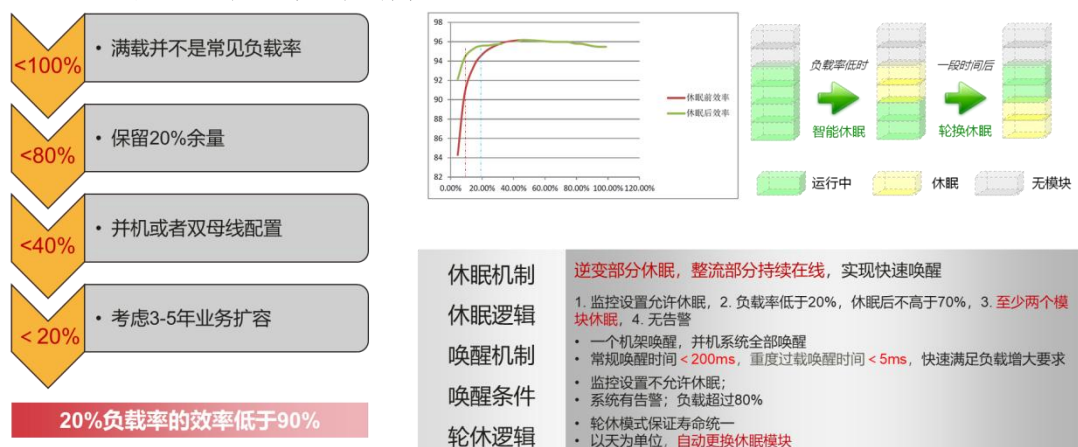 <100%
• 满载并不是常见负载率
<80%
• 保留20%余量
<40%
• 并机或者双母线配置
< 20%
• 考虑3-5年业务扩容
20%负载率的效率低于90%
98
96
94
92
90
88
86
84
82
0.00% 20.00% 40.00% 60.00% 80.00% 100.00% 120.00%
休眠前效率
休眠后效率
负载率低时
智能休眠
一段时间后
轮换休眠
运行中
休眠
无模块
休眠机制
逆变部分休眠，整流部分持续在线，实现快速唤醒
休眠逻辑
1. 监控设置允许休眠，2. 负载率低于20%，休眠后不高于70%，3. 至少两个模
块休眠，4. 无告警
唤醒机制
• 一个机架唤醒，并机系统全部唤醒
• 常规唤醒时间＜200ms，重度过载唤醒时间＜5ms，快速满足负载增大要求
唤醒条件
• 监控设置不允许休眠；
• 系统有告警；负载超过80%
轮休逻辑
• 轮休模式保证寿命统一
• 以天为单位，自动更换休眠模块